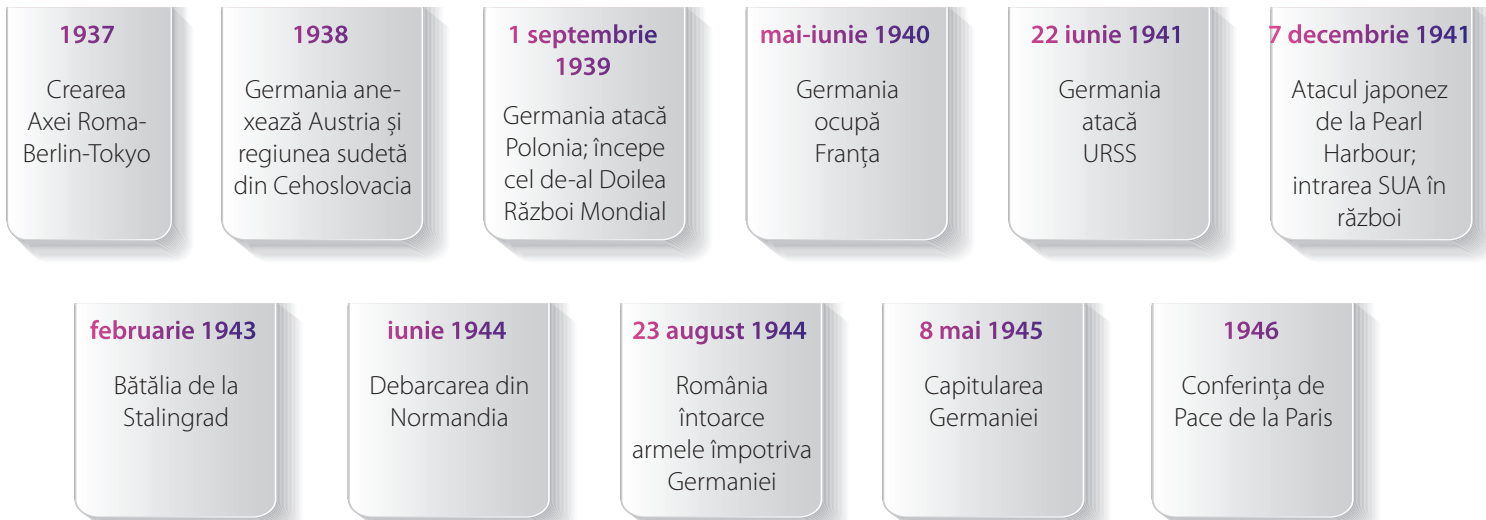 1937
Crearea
Axei Roma-
Berlin-Tokyo
1938
Germania ane-
xează Austria și
regiunea sudetă
din Cehoslovacia
1 septembrie
1939
Germania atacă
Polonia; începe
cel de-al Doilea
Război Mondial
mai-iunie 1940
Germania
ocupă
Franța
22 iunie 1941
Germania
atacă
URSS
7 decembrie 1941
Atacul japonez
de la Pearl
Harbour;
intrarea SUA în
război
februarie 1943
Bătălia de la
Stalingrad
iunie 1944
Debarcarea din
Normandia
23 august 1944
România
întoarce
armele împotriva
Germaniei
8 mai 1945
Capitularea
Germaniei
1946
Conferința de
Pace de la Paris